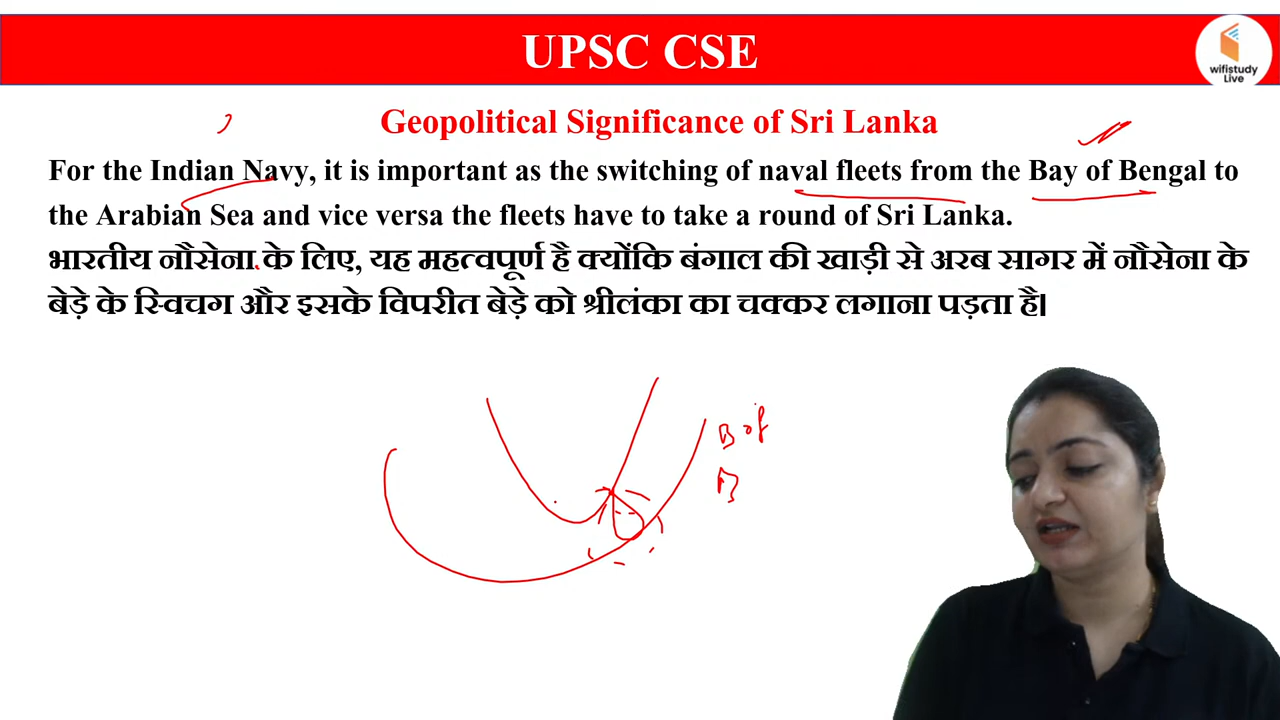 UPSC CSE
wifistudy
Live
Geopolitical Significance of Sri Lanka
For the Indian Navy, it is important as the switching of naval fleets from the Bay of Bengal to
the Arabian Sea and vice versa the fleets have to take a round of Sri Lanka.
भारतीय नौसेना के लिए, यह महत्वपूर्ण है क्योंकि बंगाल की खाड़ी से अरब सागर में नौसेना के
बेड़े के स्विचग और इसके विपरीत बेड़े को श्रीलंका का चक्कर लगाना पड़ता है।
B of
B